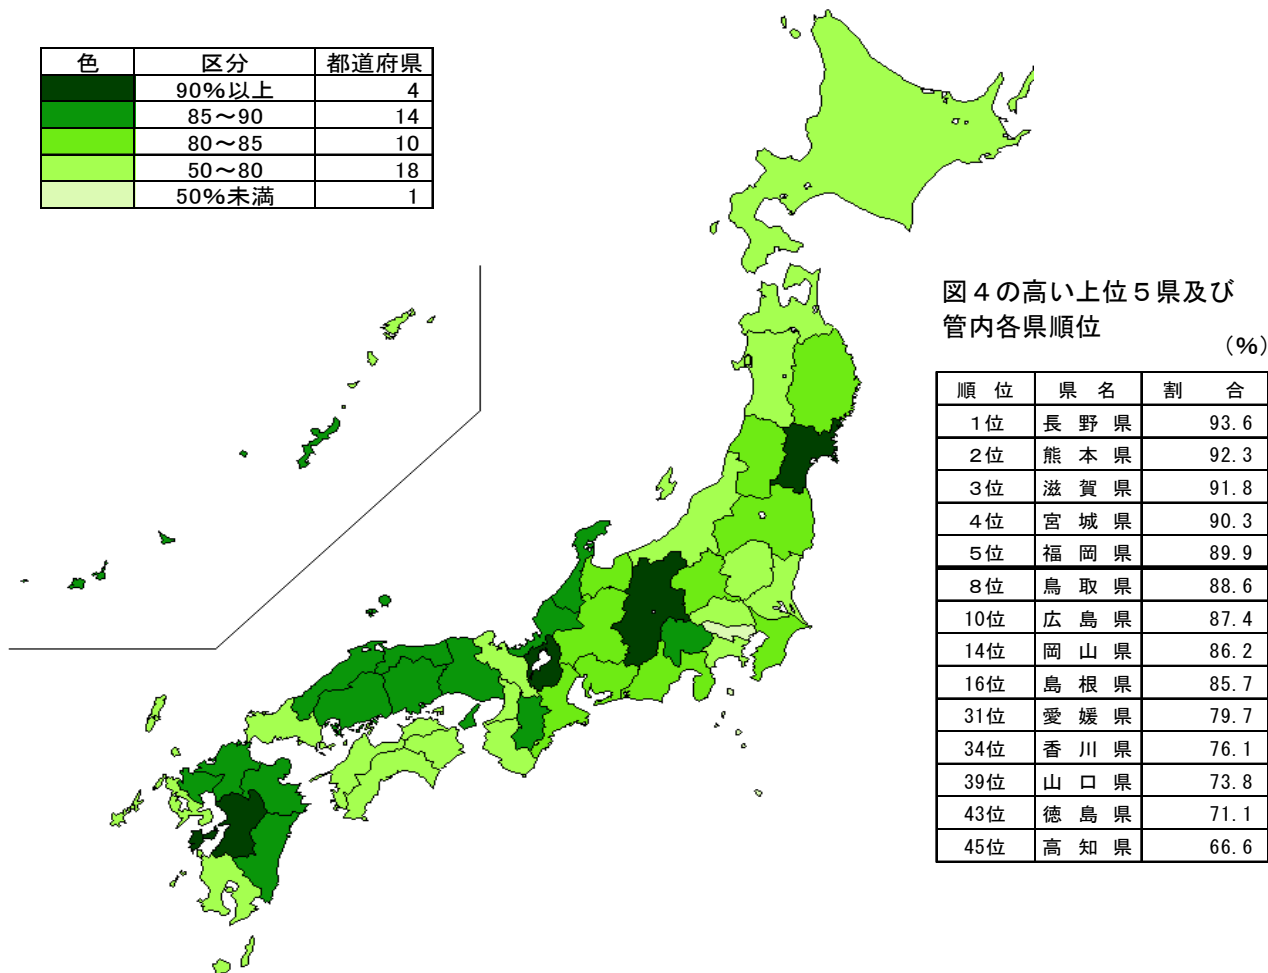 色 区分 都道府県
90%以上 4
85～90 14
80～85 10
50～80 18
50%未満 1
図４の高い上位５県及び
管内各県順位
（％）
順 位 県 名 割 合
1位 長 野 県 93.6
2位 熊 本 県 92.3
3位 滋 賀 県 91.8
4位 宮 城 県 90.3
5位 福 岡 県 89.9
8位 鳥 取 県 88.6
10位 広 島 県 87.4
14位 岡 山 県 86.2
16位 島 根 県 85.7
31位 愛 媛 県 79.7
34位 香 川 県 76.1
39位 山 口 県 73.8
43位 徳 島 県 71.1
45位 高 知 県 66.6